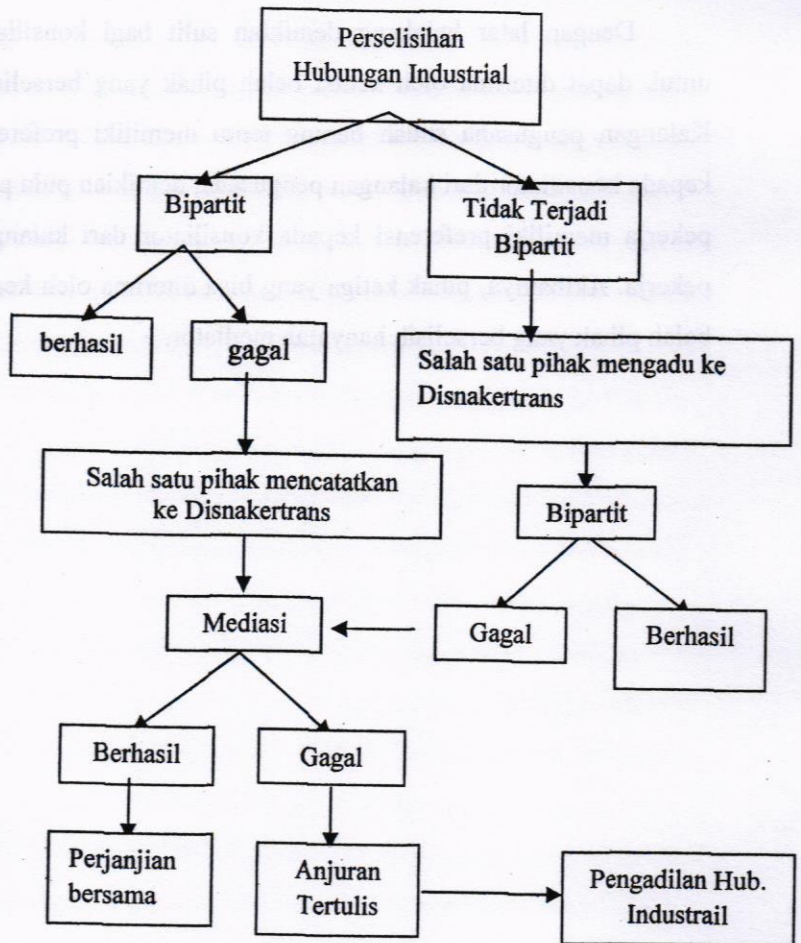 Perselisihan
Hubungan Industrial
Bipartit
Tidak Terjadi
Bipartit
berhasil
gagal
Salah satu pihak mengadu ke
Disnakertrans
Salah satu pihak mencatatkan
ke Disnakertrans
Bipartit
Mediasi
Gagal
Berhasil
Berhasil
Gagal
Perjanjian
bersama
Anjuran
Tertulis
Pengadilan Hub.
Industrail